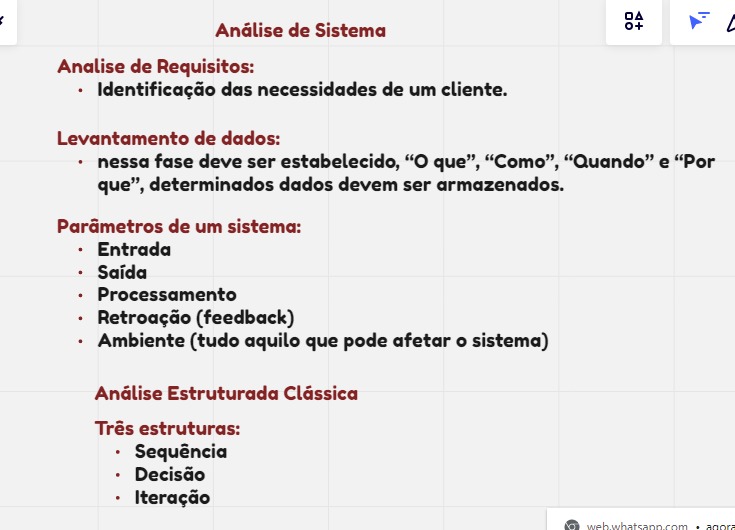 Análise de Sistema
Analise de Requisitos:
• Identificação das necessidades de um cliente.
Levantamento de dados:
• nessa fase deve ser estabelecido, “O que”, “Como”, “Quando” e “Por
que”, determinados dados devem ser armazenados.
Parâmetros de um sistema:
• Entrada
• Saída
• Processamento
• Retroação (feedback)
• Ambiente (tudo aquilo que pode afetar o sistema)
Análise Estruturada Clássica
Três estruturas:
• Sequência
• Decisão
• Iteração
web.whatsapp.com • agora